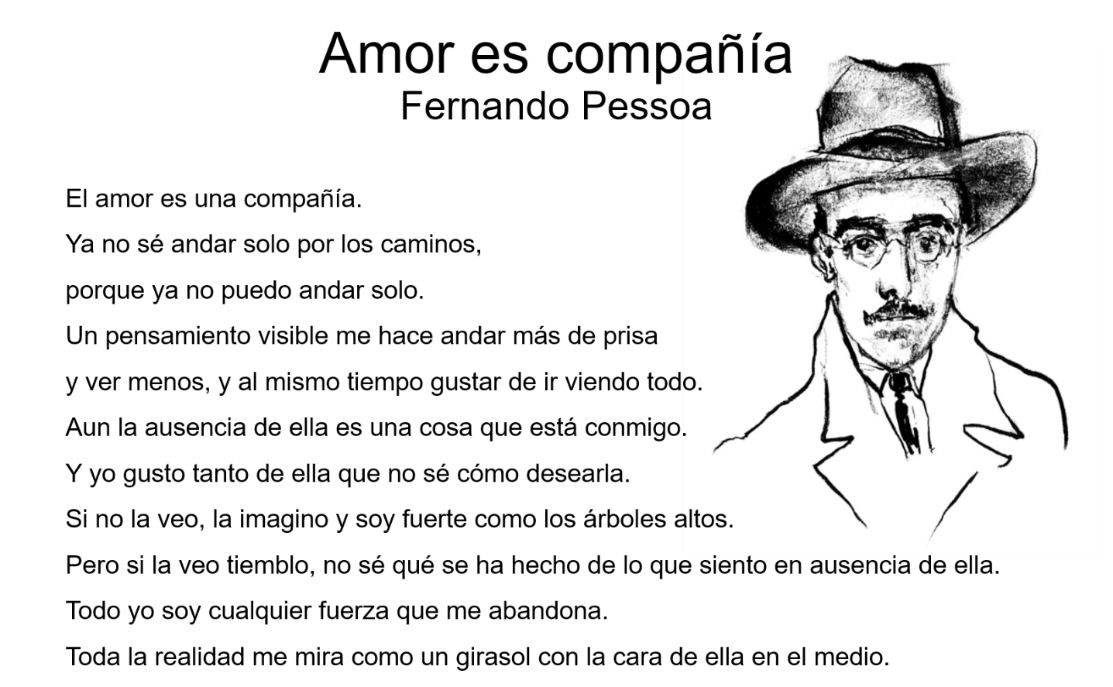 Amor es compañía
Fernando Pessoa
El amor es una compañía.
Ya no sé andar solo por los caminos,
porque ya no puedo andar solo.
Un pensamiento visible me hace andar más de prisa
y ver menos, y al mismo tiempo gustar de ir viendo todo.
Aun la ausencia de ella es una cosa que está conmigo.
Y yo gusto tanto de ella que no sé cómo desearla.
Si no la veo, la imagino y soy fuerte como los árboles altos.
Pero si la veo tiemblo, no sé qué se ha hecho de lo que siento en ausencia de ella.
Todo yo soy cualquier fuerza que me abandona.
Toda la realidad me mira como un girasol con la cara de ella en el medio.